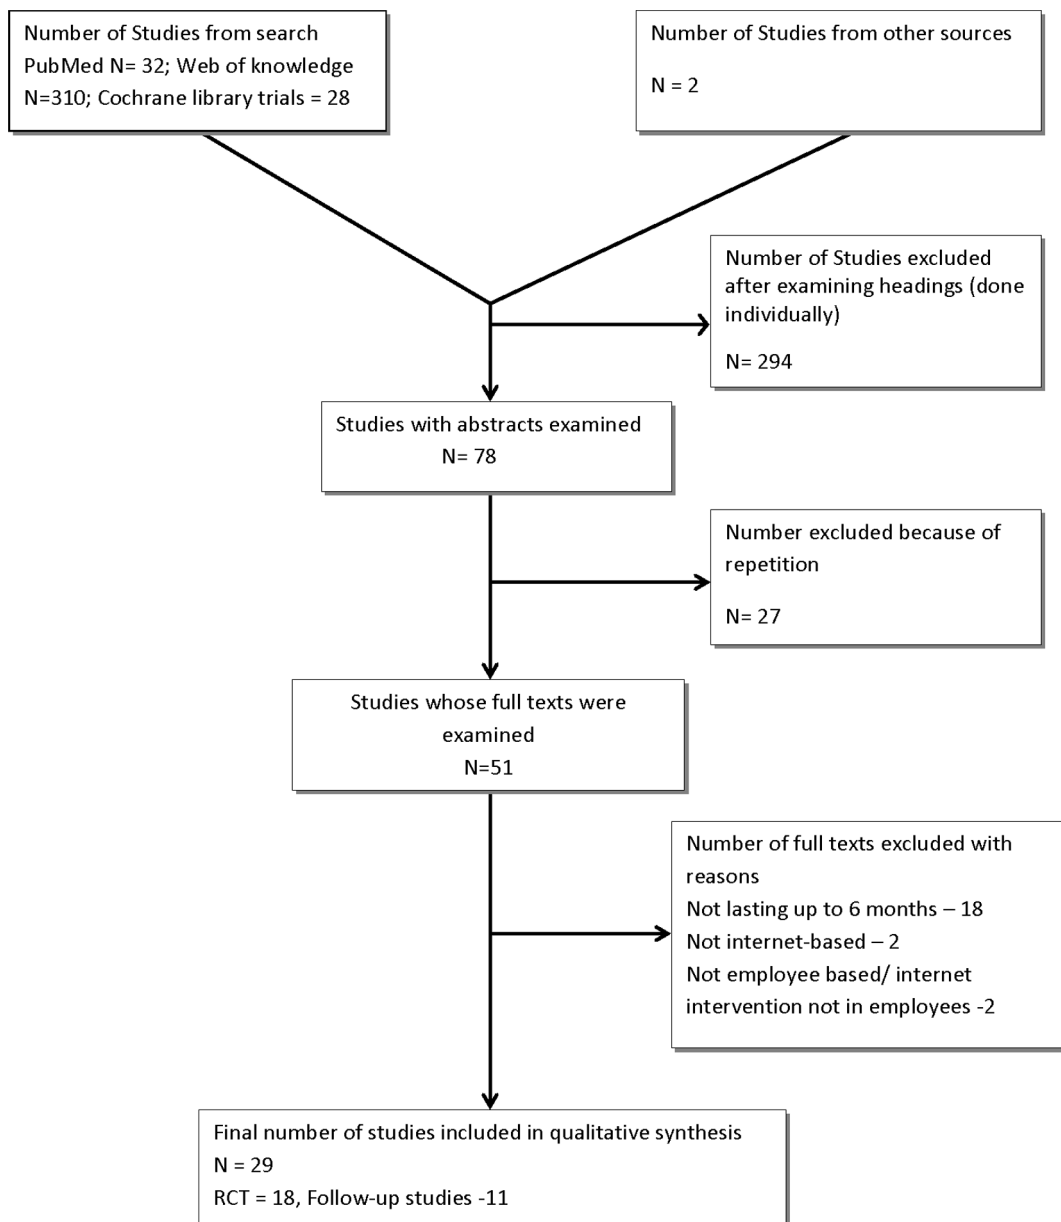 Number of Studies from search
PubMed N= 32; Web of knowledge
N=310; Cochrane library trials = 28
Number of Studies from other sources
N = 2
Number of Studies excluded
after examining headings (done
individually)
N= 294
Studies with abstracts examined
N= 78
Number excluded because of
repetition
N= 27
Studies whose full texts were
examined
N=51
Number of full texts excluded with
reasons
Not lasting up to 6 months – 18
Not internet-based – 2
Not employee based/ internet
intervention not in employees -2
Final number of studies included in qualitative synthesis
N = 29
RCT = 18, Follow-up studies -11